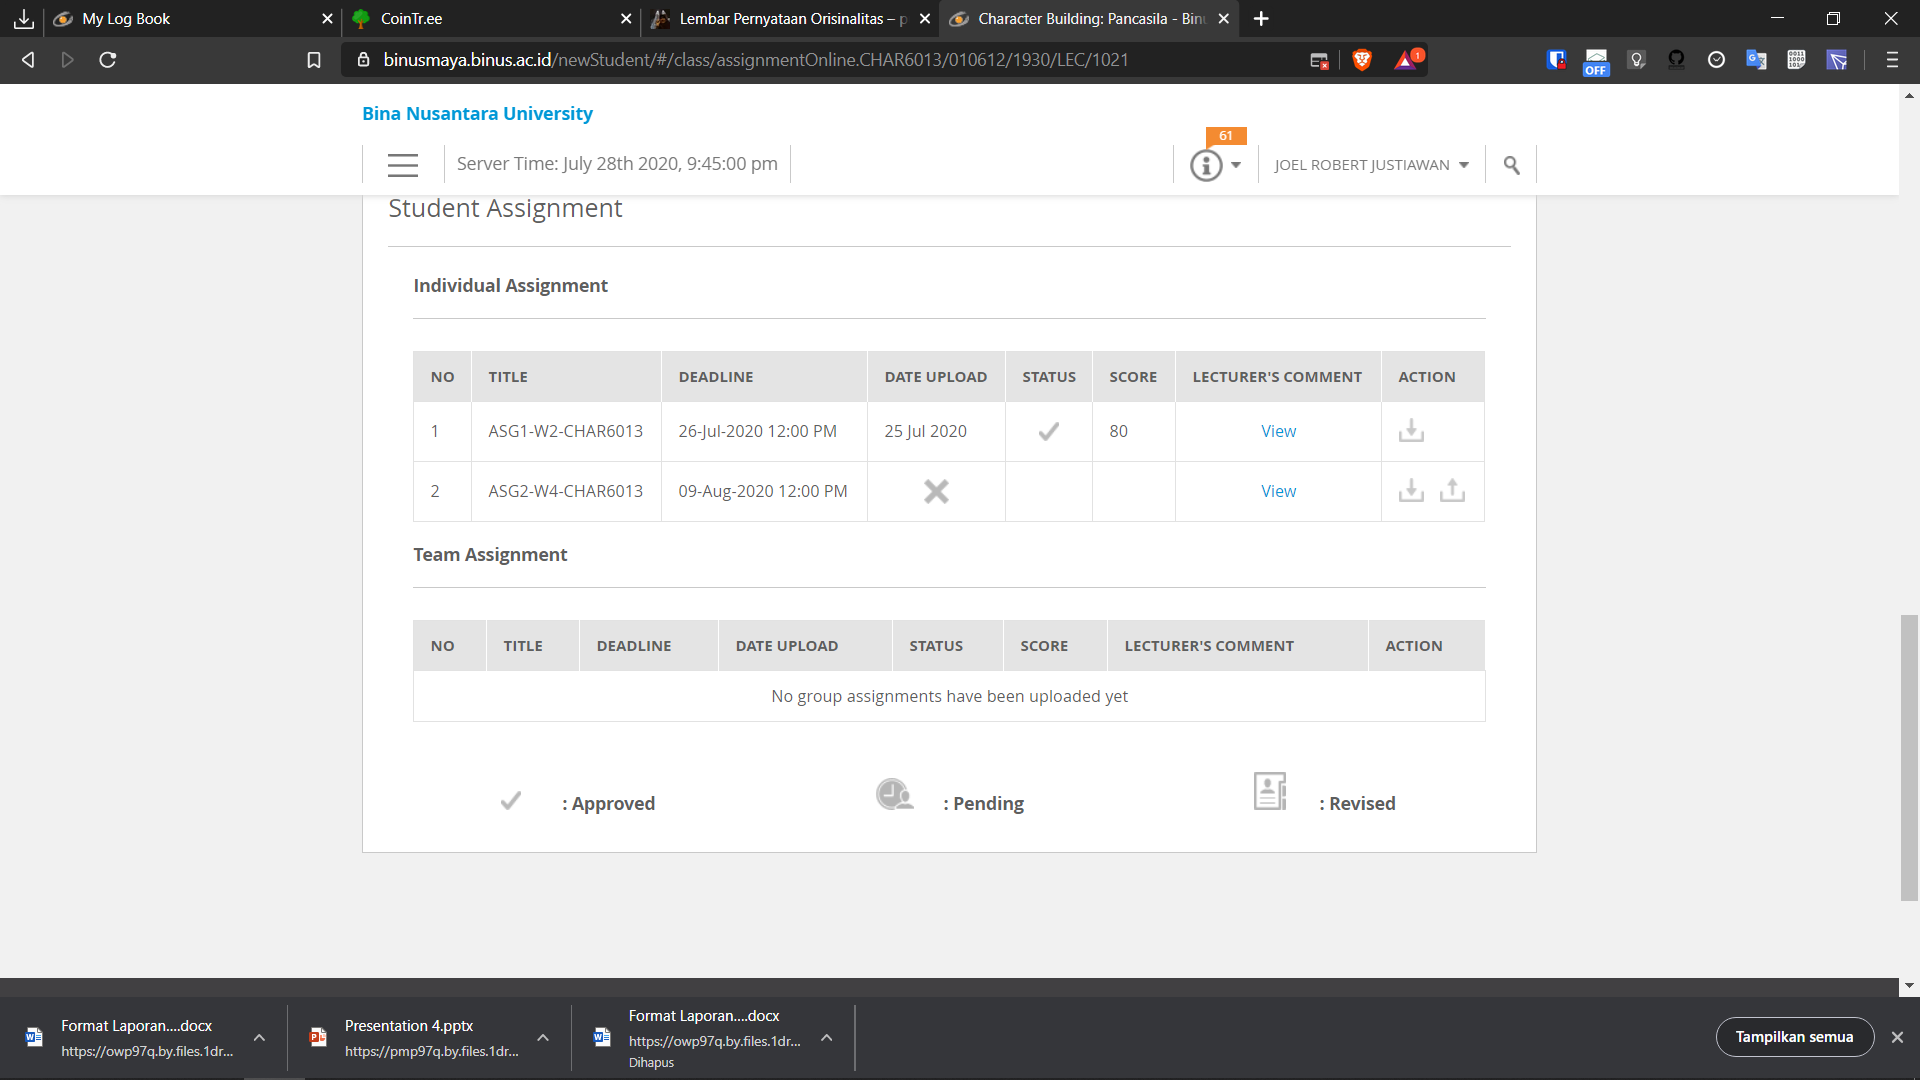 My Log Book
CoinTr.ee
Lembar Pernyataan Orisinalitas – p
Character Building: Pancasila - Binu
binusmaya.binus.ac.id/newStudent/#/class/assignmentOnline.CHAR6013/010612/1930/LEC/1021
1
OFF
Bina Nusantara University
Server Time: July 28th 2020, 9:45:00 pm
61
JOEL ROBERT JUSTIAWAN
Student Assignment
Individual Assignment
NO TITLE DEADLINE DATE UPLOAD STATUS SCORE LECTURER'S COMMENT ACTION
1 ASG1-W2-CHAR6013 26-Jul-2020 12:00 PM 25 Jul 2020 80 View
2 ASG2-W4-CHAR6013 09-Aug-2020 12:00 PM View
Team Assignment
NO TITLE DEADLINE DATE UPLOAD STATUS SCORE LECTURER'S COMMENT ACTION
No group assignments have been uploaded yet
: Approved
: Pending
: Revised
Format Laporan....docx
https://owp97q.by.files.1dr...
Presentation 4.pptx
https://pmp97q.by.files.1dr...
Format Laporan....docx
https://owp97q.by.files.1dr...
Dihapus
Tampilkan semua